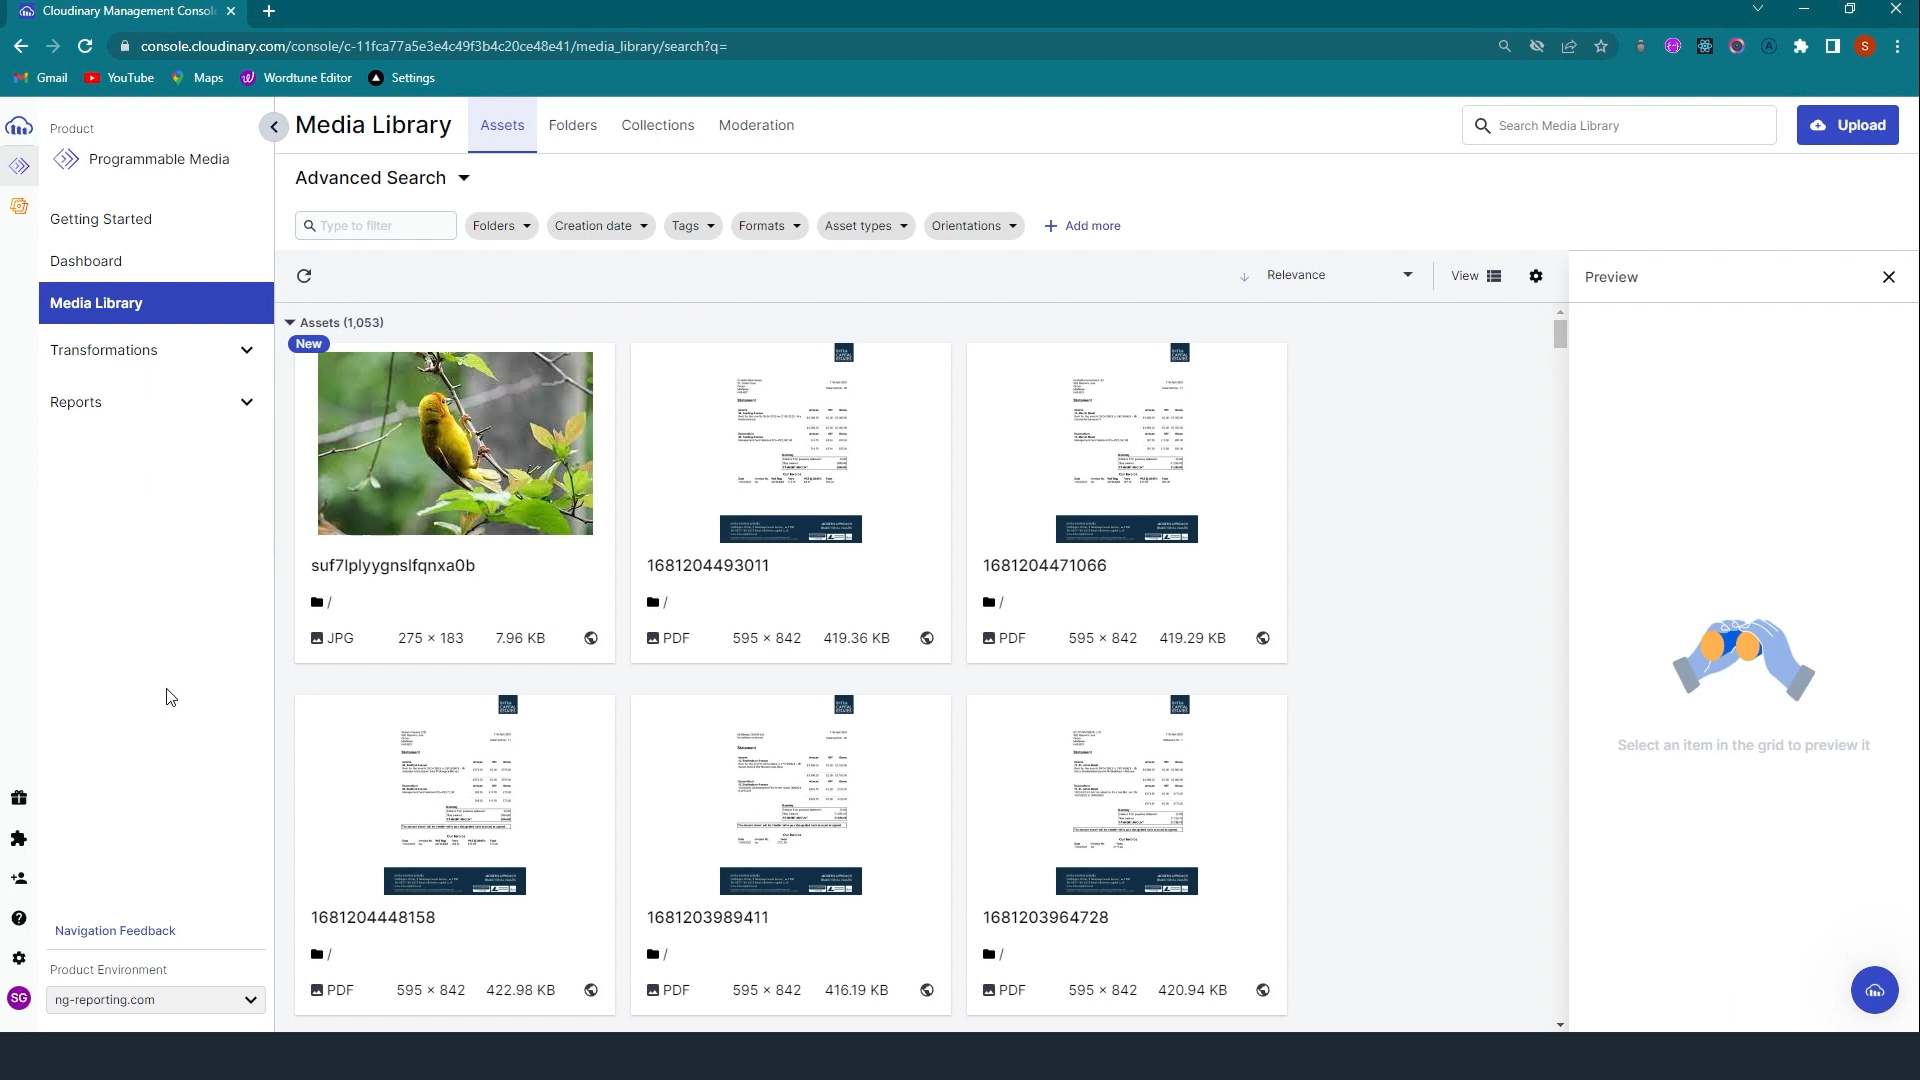 Cloudinary Management Consol
console.cloudinary.com/console/c-11fca77a5e3e4c49f3b4c20ce48e41/media_library/search?q=
S
Gmail YouTube Maps Wordtune Editor Settings
Product
Programmable Media
Getting Started
Dashboard
Media Library
Transformations
Reports
Navigation Feedback
Product Environment
SG ng-reporting.com
Media Library Assets Folders Collections Moderation Search Media Library Upload
Advanced Search
Type to filter Folders Creation date Tags Formats Asset types Orientations + Add more
Relevance View
Assets (1,053)
New
suf7lplyygnslfqnxa0b
/
JPG 275 × 183 7.96 KB
Statement
1681204493011
/
PDF 595 × 842 419.36 KB
Statement
1681204471066
/
PDF 595 × 842 419.29 KB
Statement
1681204448158
/
PDF 595 × 842 422.98 KB
Statement
1681203989411
/
PDF 595 × 842 416.19 KB
Statement
1681203964728
/
PDF 595 × 842 420.94 KB
Preview
Select an item in the grid to preview it